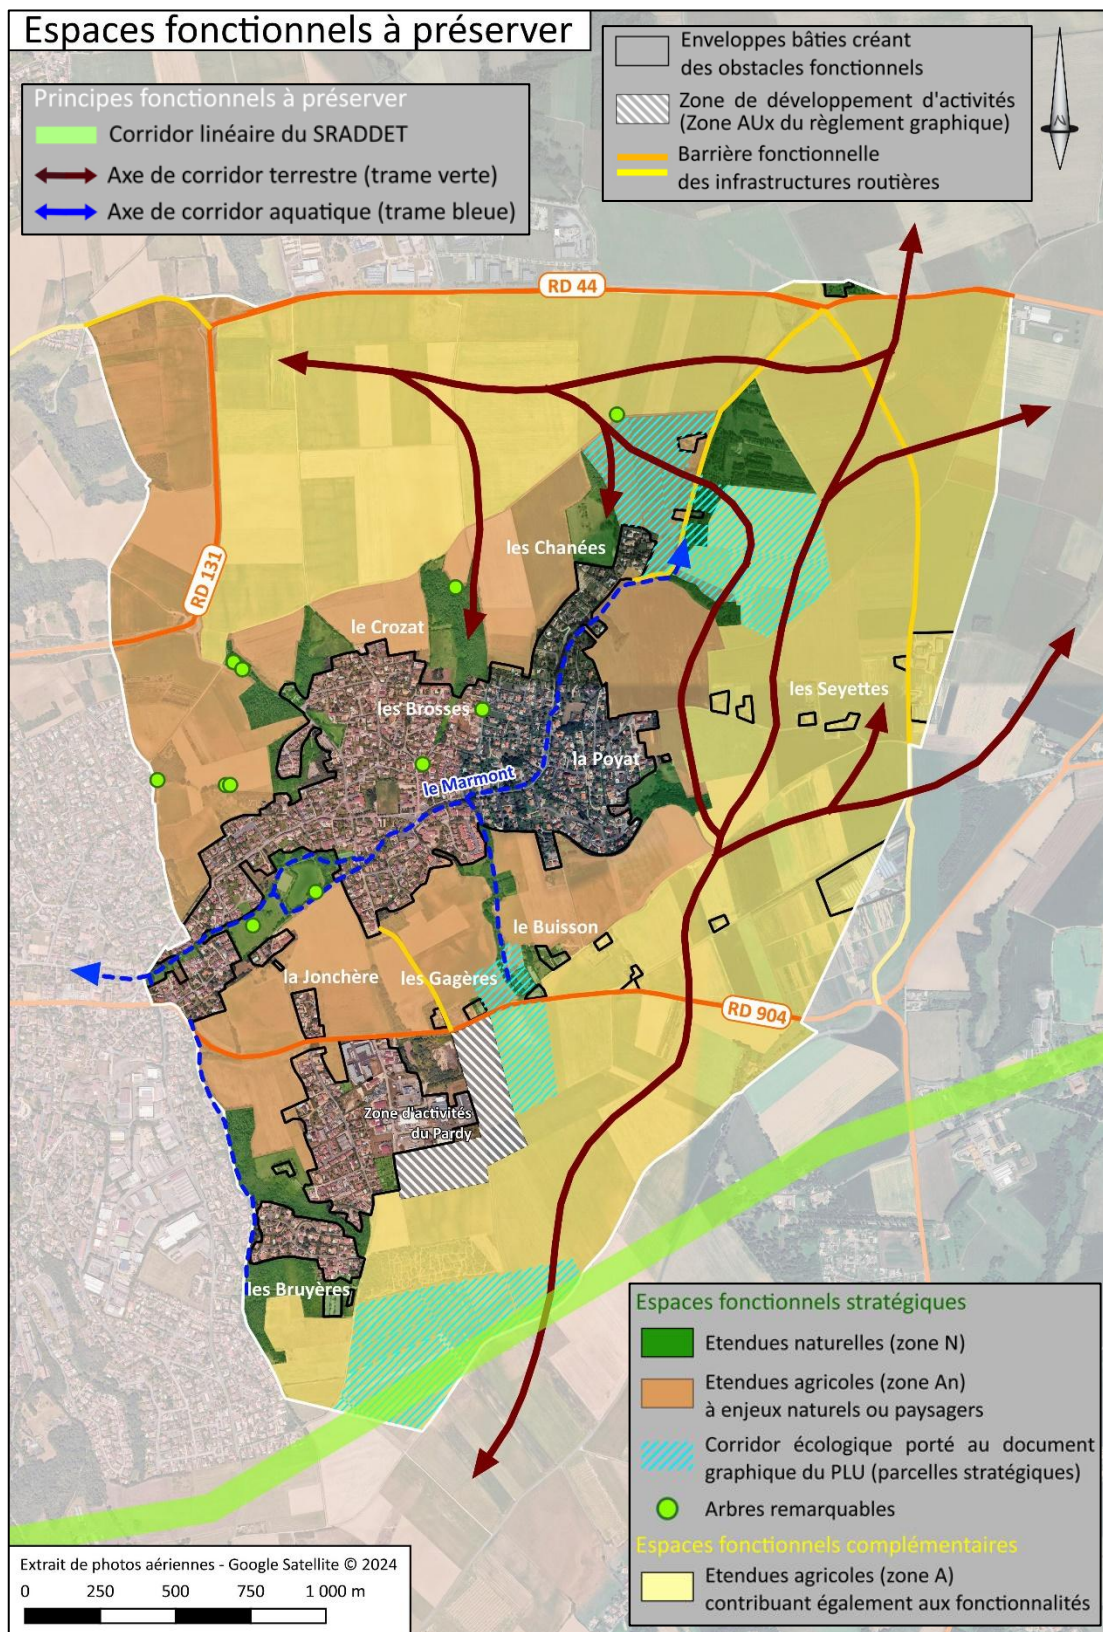 Espaces fonctionnels à préserver
Principes fonctionnels à préserver
Corridor linéaire du SRADDET
Axe de corridor terrestre (trame verte)
Axe de corridor aquatique (trame bleue)
Enveloppes bâties créant
des obstacles fonctionnels
Zone de développement d'activités
(Zone AUx du règlement graphique)
Barrière fonctionnelle
des infrastructures routières
N
RD 44
RD 131
les Chanées
le Crozat
les Brosses
les Seyettes
la Poyat
le Marmont
le Buisson
la Jonchère
les Gagères
RD 904
Zone d'activités
du Pardy
les Bruyères
Espaces fonctionnels stratégiques
Etendues naturelles (zone N)
Etendues agricoles (zone An)
à enjeux naturels ou paysagers
Corridor écologique porté au document
graphique du PLU (parcelles stratégiques)
Arbres remarquables
Espaces fonctionnels complémentaires
Etendues agricoles (zone A)
contribuant également aux fonctionnalités
Extrait de photos aériennes - Google Satellite © 2024
0 250 500 750 1 000 m